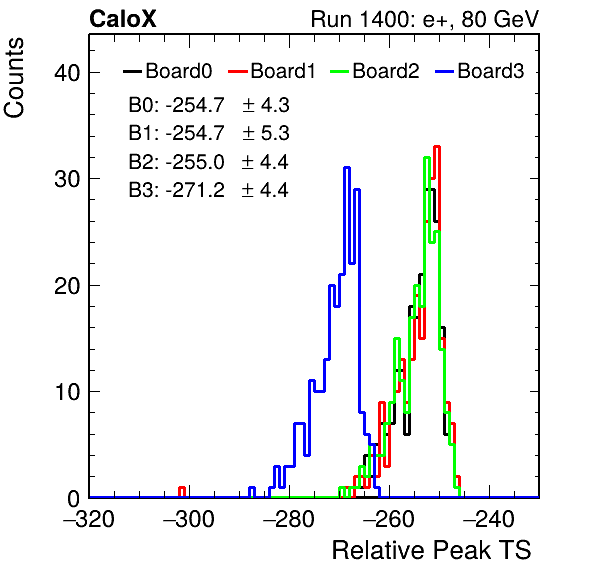 CaloX Run 1400: e+, 80 GeV
Counts
Board0 Board1 Board2 Board3
B0: -254.7 ± 4.3
B1: -254.7 ± 5.3
B2: -255.0 ± 4.4
B3: -271.2 ± 4.4
40
30
20
10
0
−320 −300 −280 −260 −240
Relative Peak TS